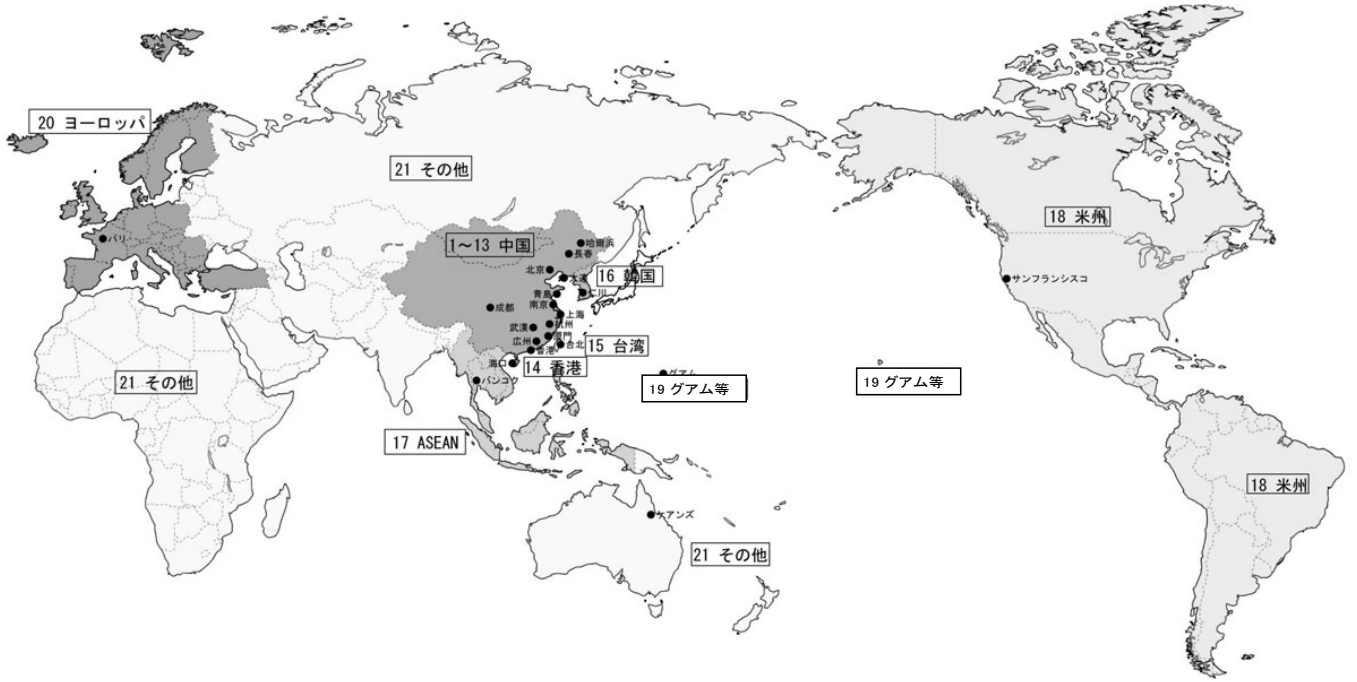 20 ヨーロッパ
21 その他
18 米州
1～13 中国
哈爾浜
長春
パリ
北京
大連
16 韓国
仁川
サンフランシスコ
青島
南京
成都
上海
武漢
杭州
厦門
広州
台北
15 台湾
香港
海口
14 香港
バンコク
グアム
19 グアム等
19 グアム等
21 その他
17 ASEAN
18 米州
ケアンズ
21 その他